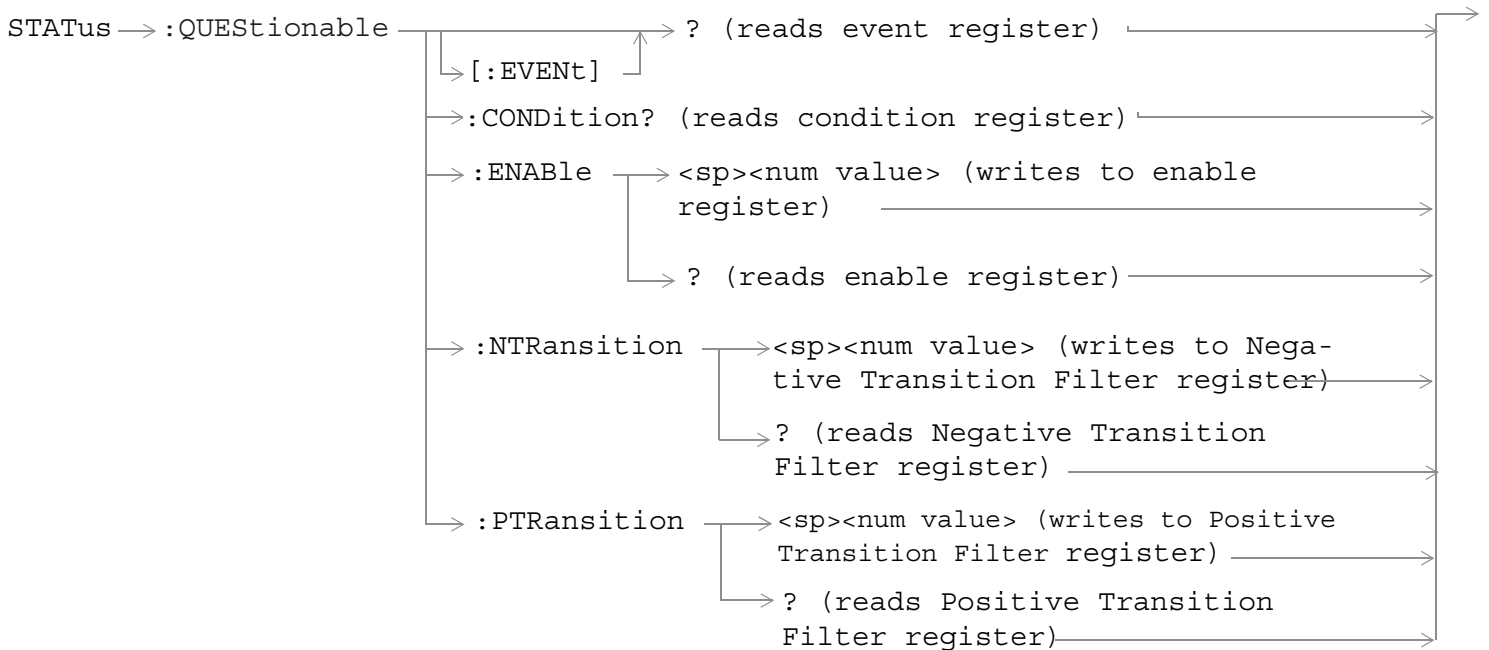 STATus :QUEStionable ? (reads event register)
[:EVENt]
:CONDition? (reads condition register)
:ENABle <sp><num value> (writes to enable
register)
? (reads enable register)
:NTRansition <sp><num value> (writes to Nega-
tive Transition Filter register)
? (reads Negative Transition
Filter register)
:PTRansition <sp><num value> (writes to Positive
Transition Filter register)
? (reads Positive Transition
Filter register)